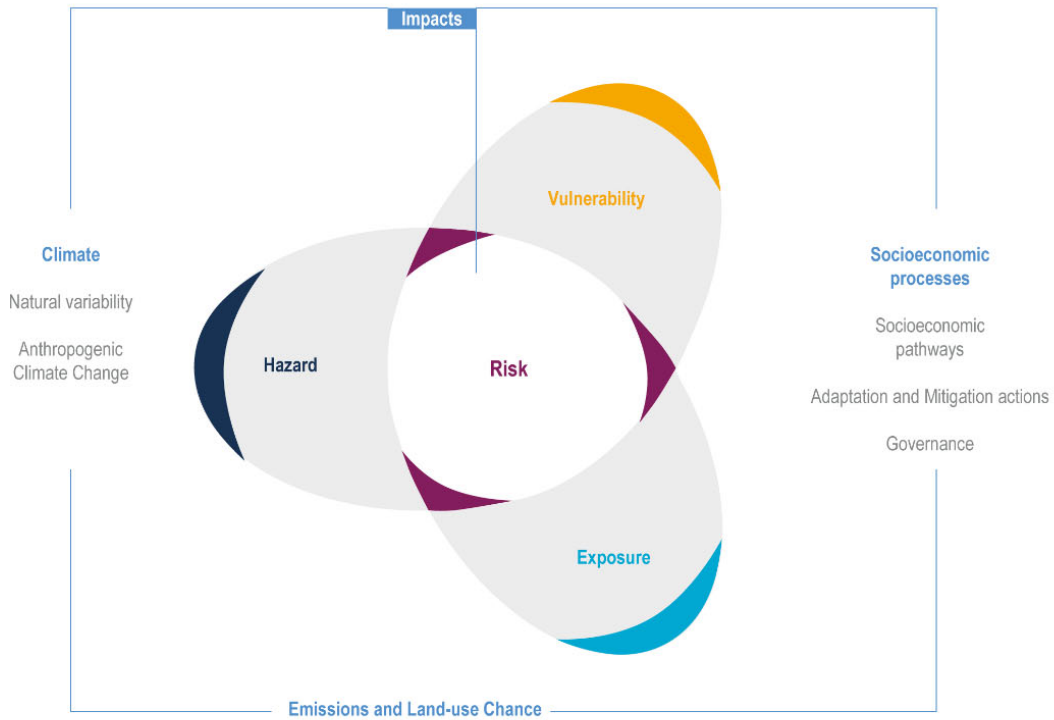 Impacts
Vulnerability
Climate
Natural variability
Anthropogenic
Climate Change
Hazard
Risk
Socioeconomic
processes
Socioeconomic
pathways
Adaptation and Mitigation actions
Governance
Exposure
Emissions and Land-use Chance